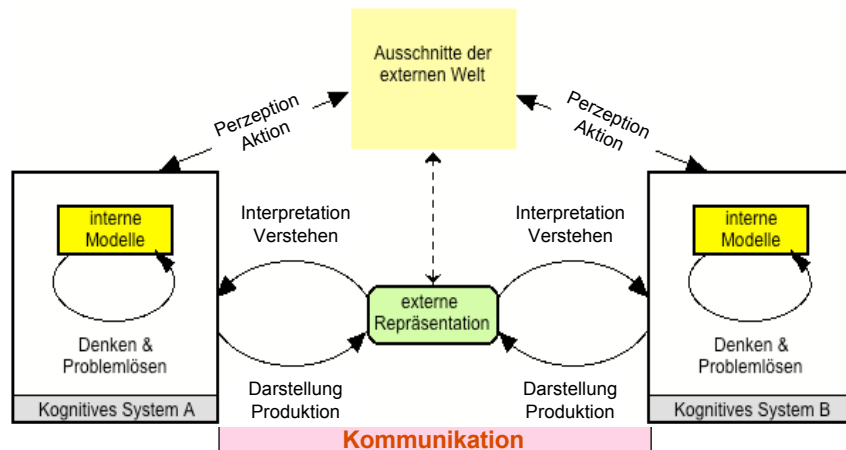 Ausschnitte der
externen Welt
Perzeption
Aktion
Perzeption
Aktion
interne
Modelle
Denken &
Problemlösen
Kognitives System A
Interpretation
Verstehen
externe
Repräsentation
Darstellung
Produktion
Interpretation
Verstehen
Darstellung
Produktion
interne
Modelle
Denken &
Problemlösen
Kognitives System B
Kommunikation